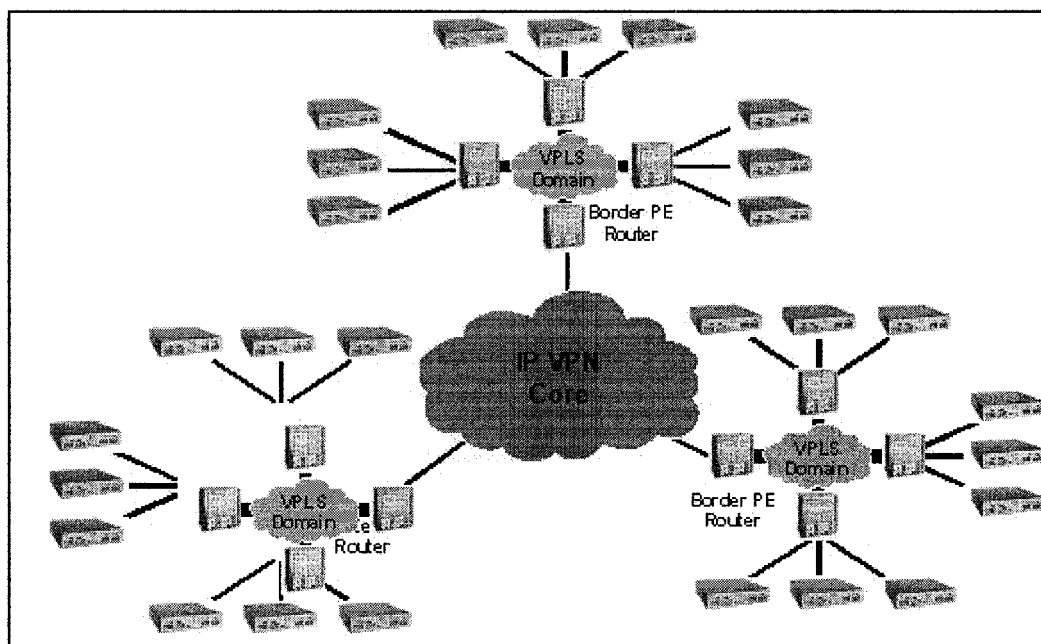 VPLS
Domain
Border PE
Router
IP VPN
Core
VPLS
Domain
Border PE
Router
VPLS
Domain
Router